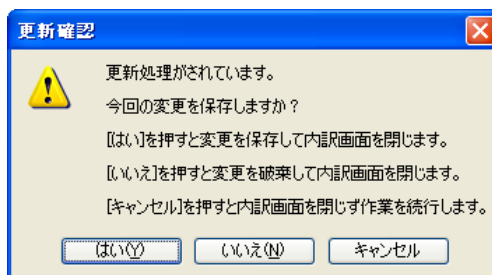 更新確認
更新処理がされています。
今回の変更を保存しますか？
[はい]を押すと変更を保存して内訳画面を閉じます。
[いいえ]を押すと変更を破棄して内訳画面を閉じます。
[キャンセル]を押すと内訳画面を閉じず作業を続行します。
はい(Y) いいえ(N) キャンセル